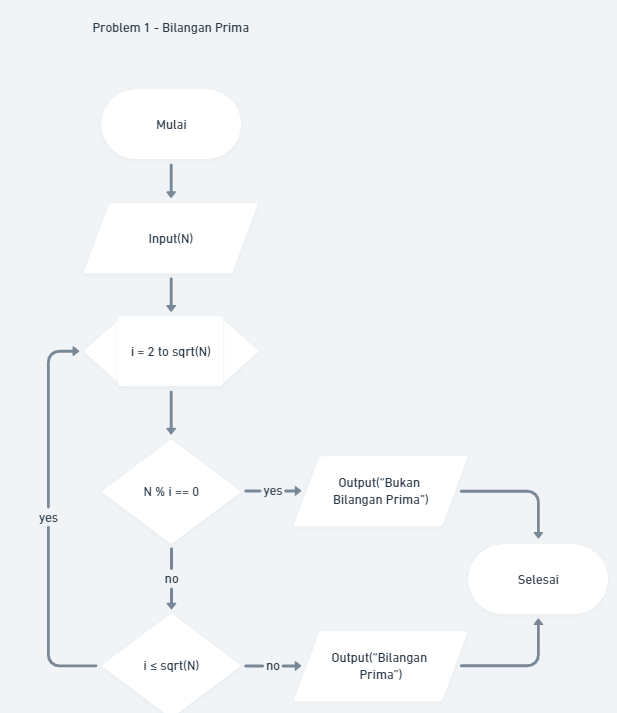 Problem 1 - Bilangan Prima
Mulai
Input(N)
i = 2 to sqrt(N)
N % i == 0
yes
Output("Bukan
Bilangan Prima")
yes
Selesai
no
i ≤ sqrt(N)
no
Output("Bilangan
Prima")